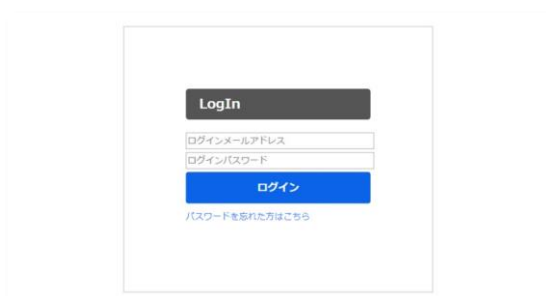 LogIn
ログインメールアドレス
ログインパスワード
ログイン
パスワードを忘れた方はこちら